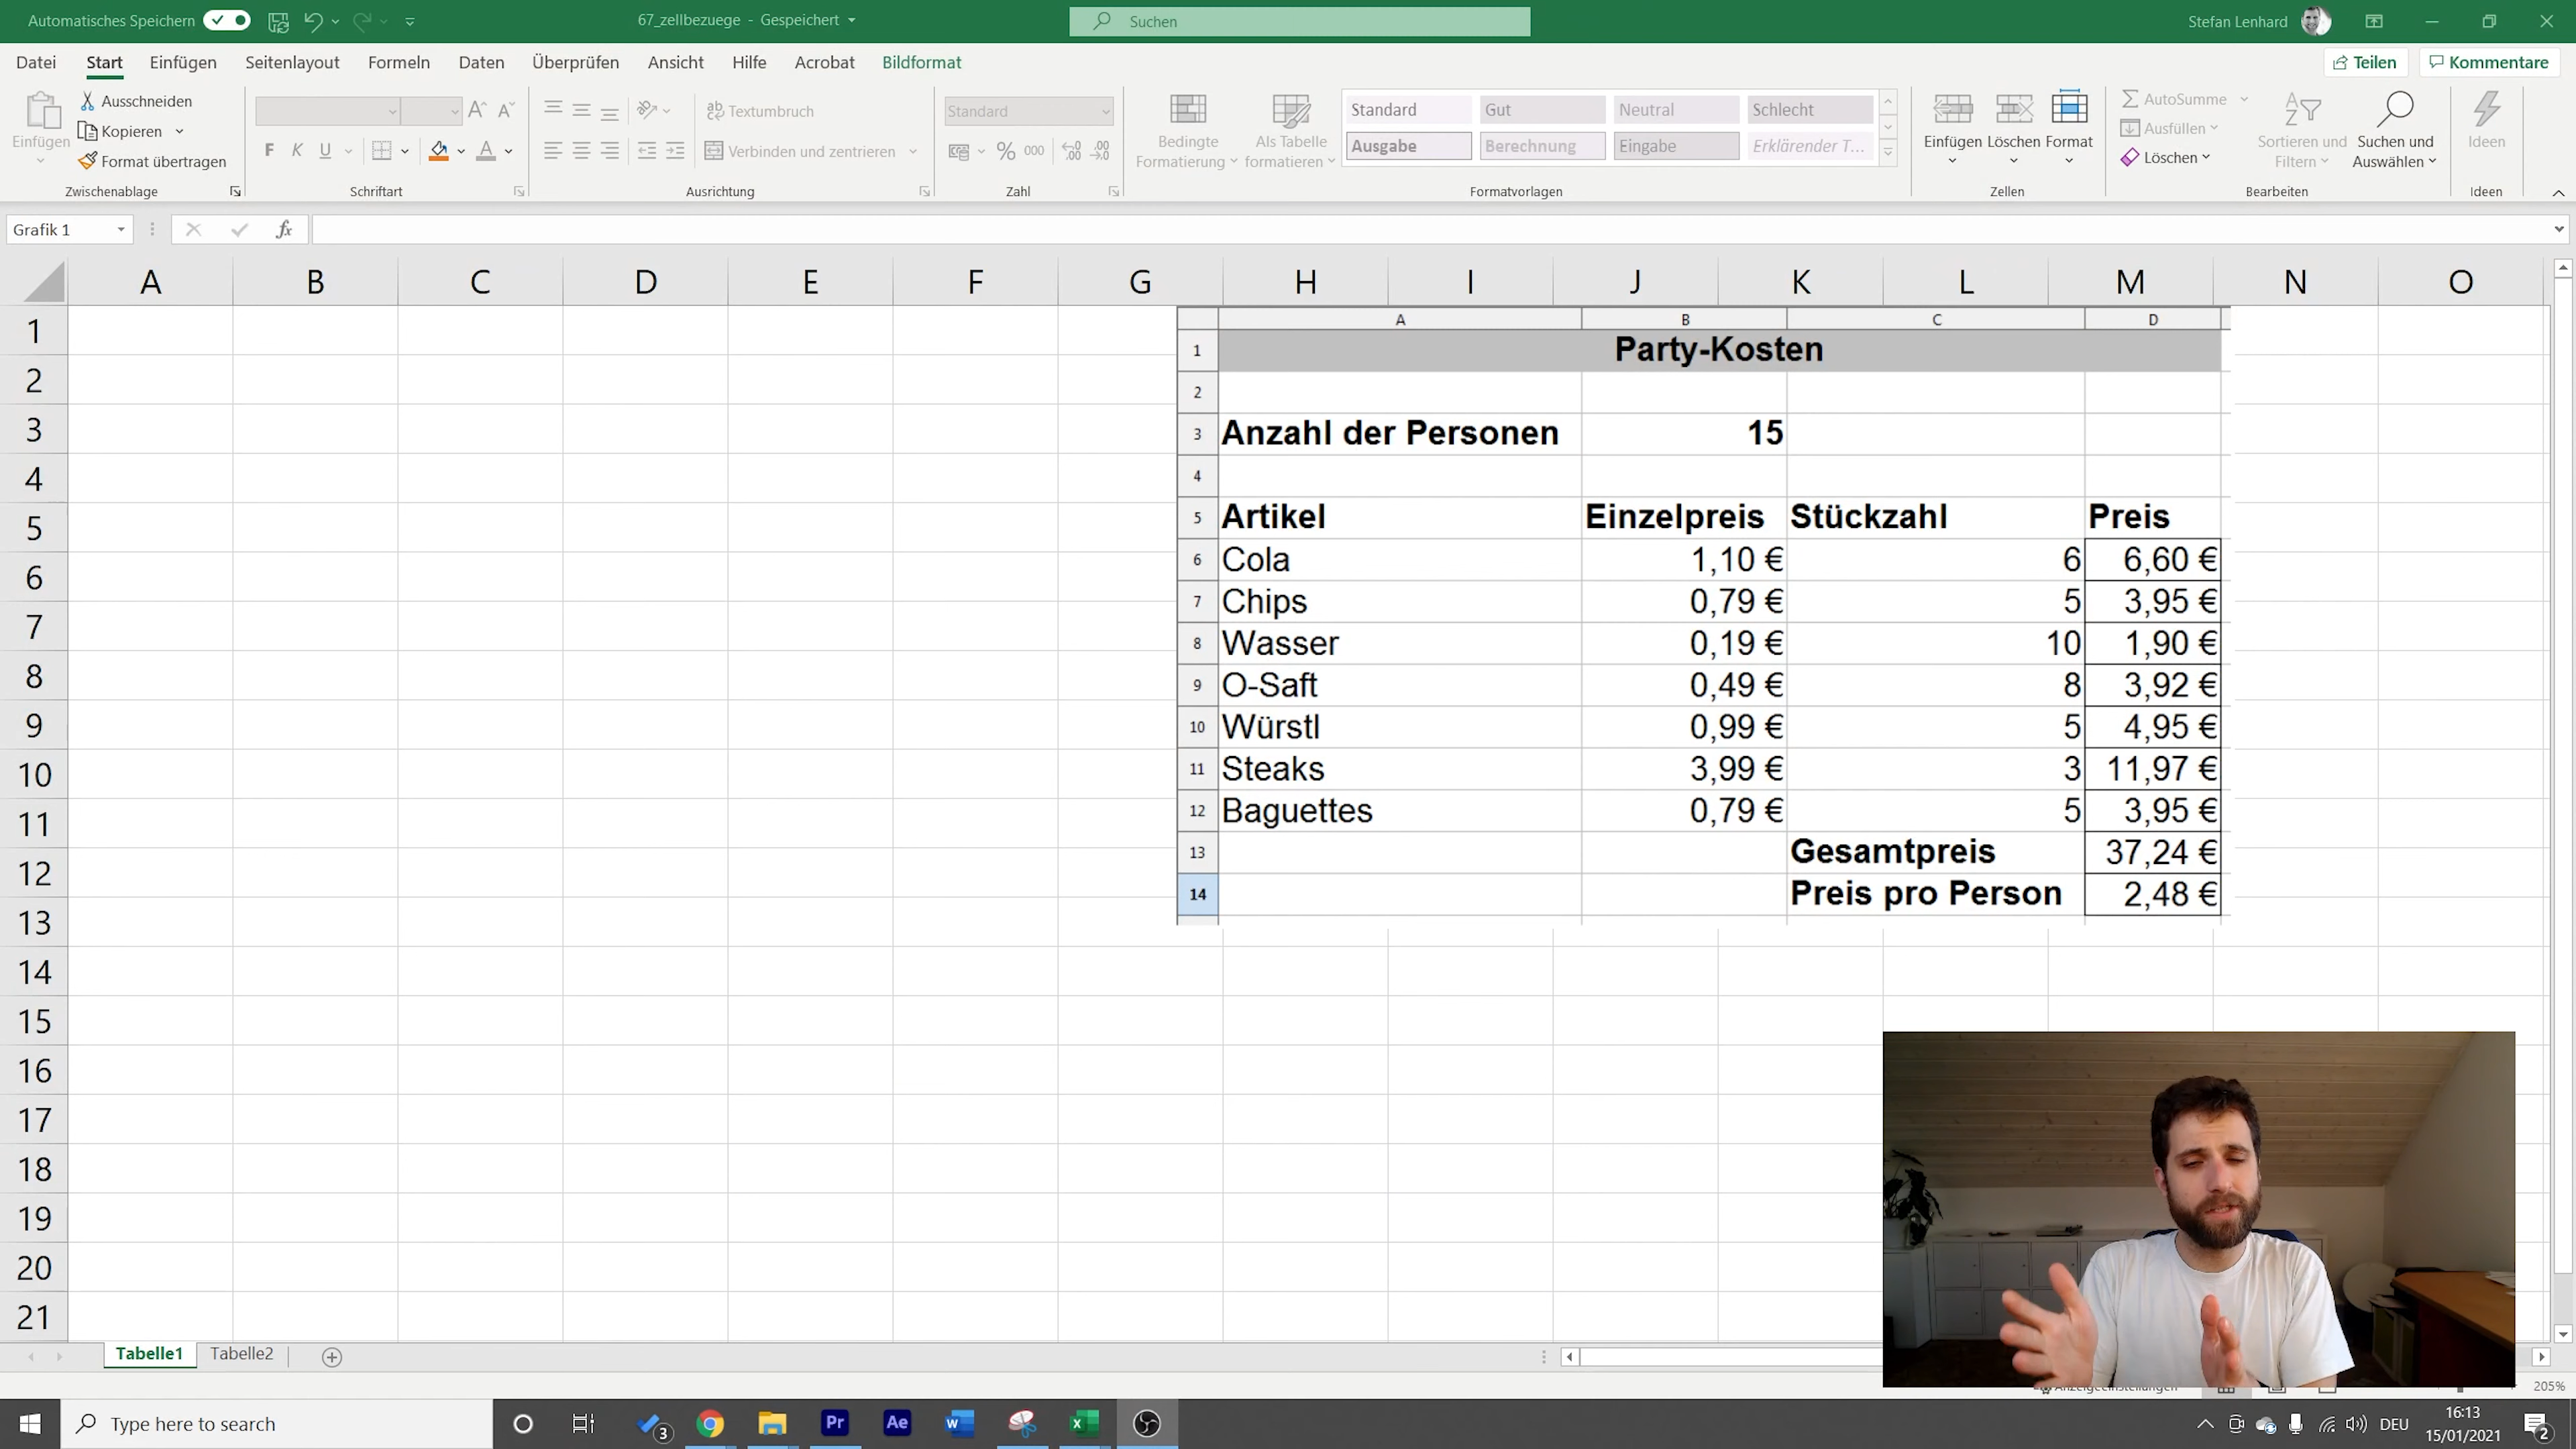 Automatisches Speichern
67_zellbezuege - Gespeichert
Suchen
Stefan Lenhard
Datei Start Einfügen Seitenlayout Formeln Daten Überprüfen Ansicht Hilfe Acrobat Bildformat
Teilen Kommentare
Einfügen
Ausschneiden
Kopieren
Format übertragen
Zwischenablage
A A
F K U A
Schriftart
Textumbruch
Verbinden und zentrieren
Ausrichtung
Standard
% 000
Zahl
Bedingte Formatierung
Als Tabelle formatieren
Standard Gut Neutral Schlecht
Ausgabe Berechnung Eingabe Erklärender T...
Formatvorlagen
Einfügen Löschen Format
Zellen
AutoSumme
Ausfüllen
Löschen
Sortieren und Filtern
Suchen und Auswählen
Bearbeiten
Ideen
Ideen
Grafik 1 fx
A B C D E F G H I J K L M N O
1
2
3
4
5
6
7
8
9
10
11
12
13
14
15
16
17
18
19
20
21
A B C D
1 Party-Kosten
2
3 Anzahl der Personen 15
4
5 Artikel Einzelpreis Stückzahl Preis
6 Cola 1,10 € 6 6,60 €
7 Chips 0,79 € 5 3,95 €
8 Wasser 0,19 € 10 1,90 €
9 O-Saft 0,49 € 8 3,92 €
10 Würstl 0,99 € 5 4,95 €
11 Steaks 3,99 € 3 11,97 €
12 Baguettes 0,79 € 5 3,95 €
13 Gesamtpreis 37,24 €
14 Preis pro Person 2,48 €
Tabelle1 Tabelle2
205%
Type here to search
3
Pr Ae W X
DEU
16:13
15/01/2021
2